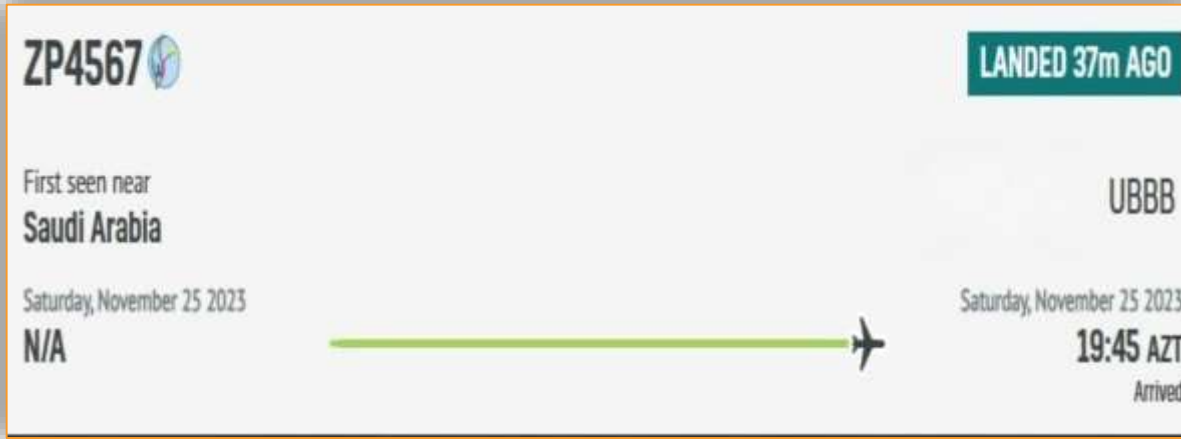 ZP4567
LANDED 37m AGO
First seen near
Saudi Arabia
UBBB
Saturday, November 25 2023
N/A
Saturday, November 25 2023
19:45 AZT
Arrived